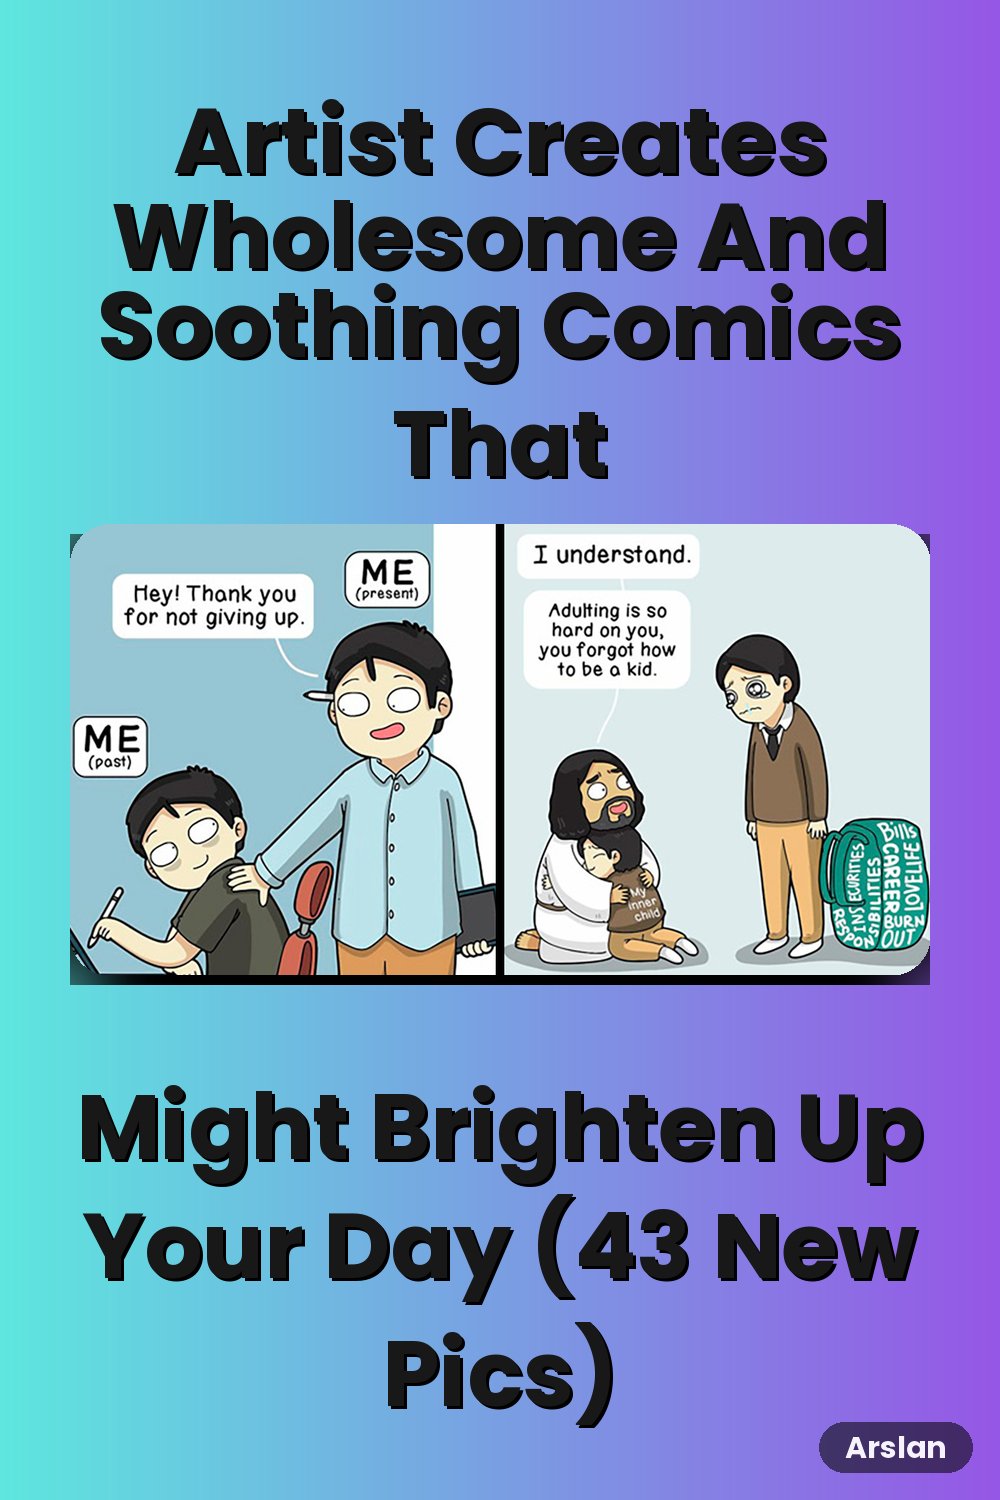 Artist Creates
Wholesome And
Soothing Comics
That
Hey! Thank you
for not giving up.
ME
(present)
ME
(past)
I understand.
Adulting is so
hard on you,
you forgot how
to be a kid.
My
inner
child
Bills
CAREER
LOVELIFE
INSECURITIES
RESPONSIBILITIES
BURN
OUT
Might Brighten Up
Your Day (43 New
Pics)
Arslan